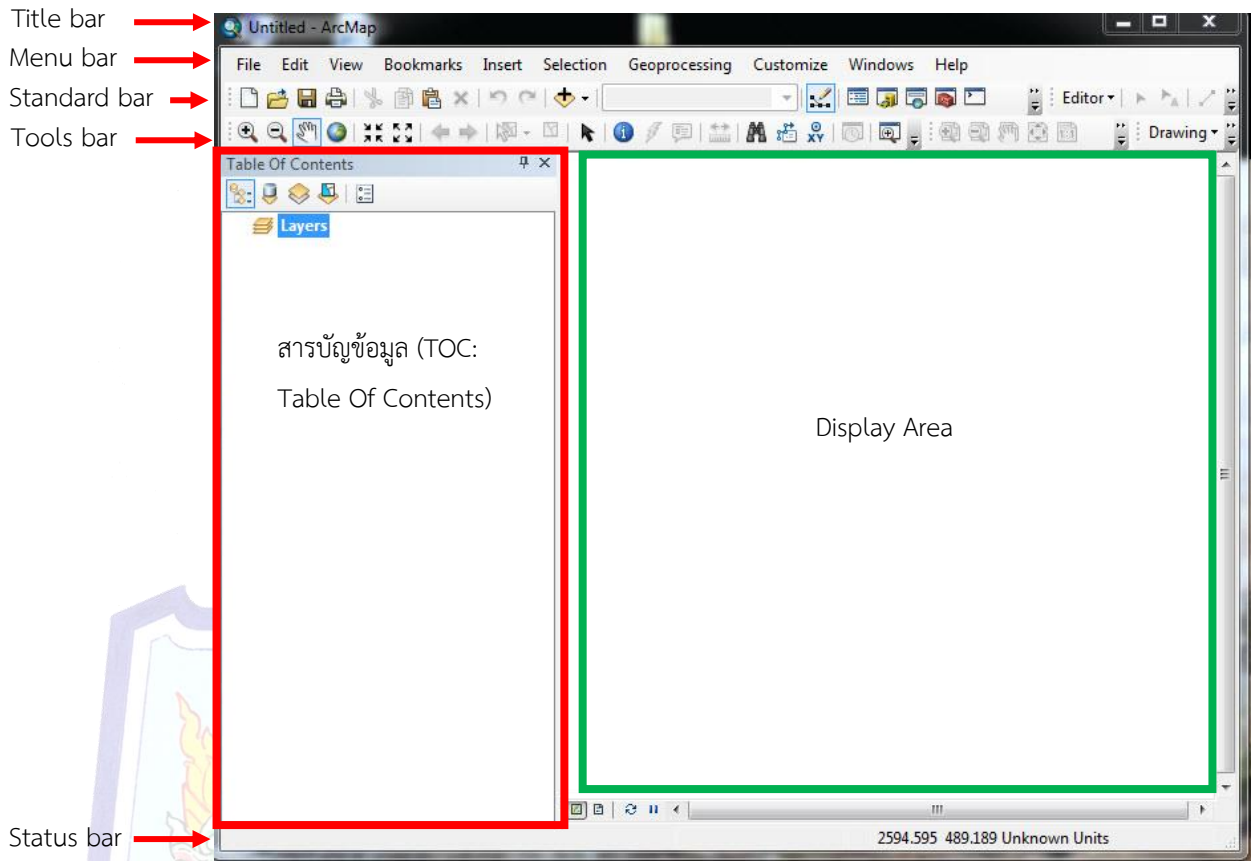 Title bar
Untitled - ArcMap
Menu bar
File Edit View Bookmarks Insert Selection Geoprocessing Customize Windows Help
Standard bar
Editor
Tools bar
Drawing
Table Of Contents
Layers
สารบัญข้อมูล (TOC:
Table Of Contents)
Display Area
Status bar
2594.595 489.189 Unknown Units